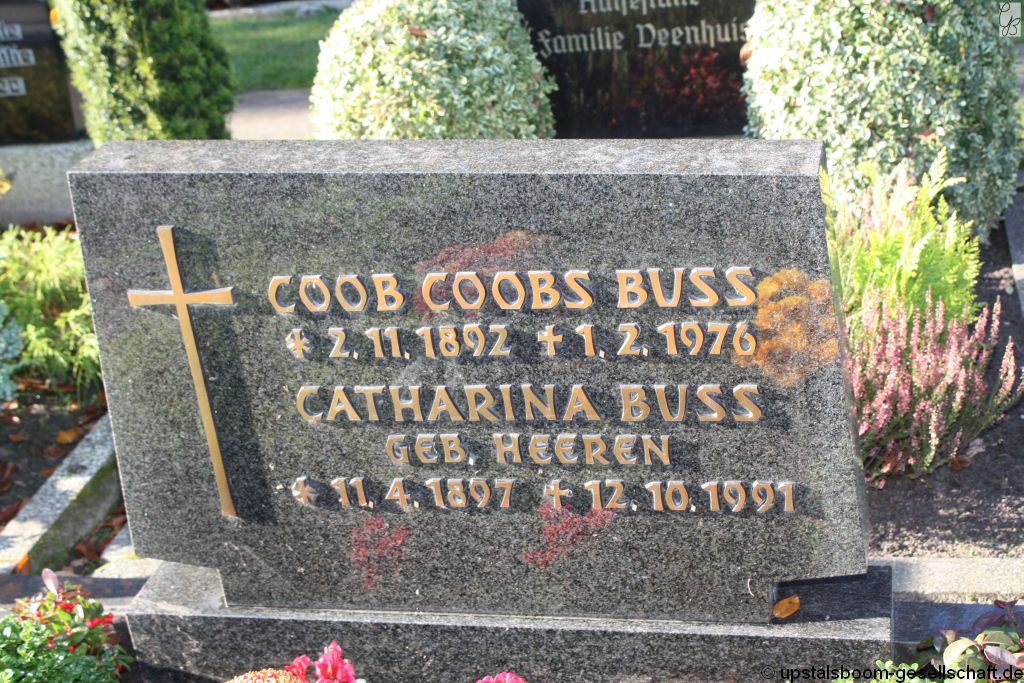 Ruhestätte
Familie Veenhuis
COOB COOBS BUSS
* 2. 11. 1892 ✝ 1. 2. 1976
CATHARINA BUSS
GEB. HEEREN
* 11. 4. 1897 ✝ 12. 10. 1991
© upstalsboom-gesellschaft.de